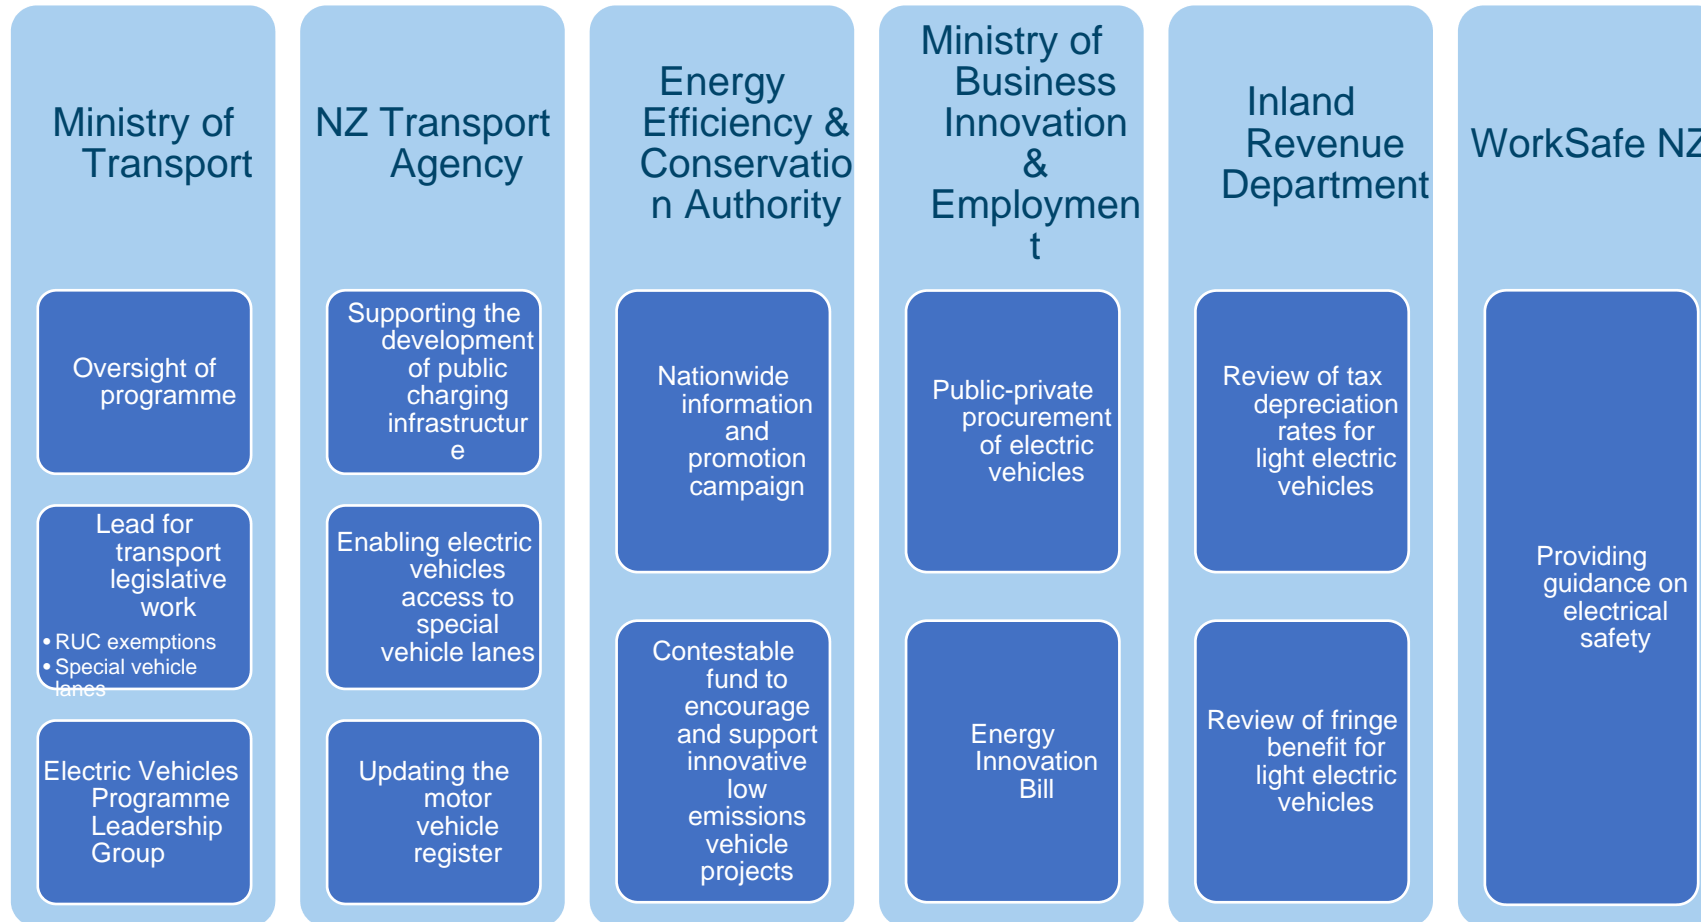 Ministry of
Transport
Oversight of
programme
Lead for
transport
legislative
work
• RUC exemptions
• Special vehicle
lanes
Electric Vehicles
Programme
Leadership
Group
NZ Transport
Agency
Supporting the
development
of public
charging
infrastructur
e
Enabling electric
vehicles
access to
special
vehicle lanes
Updating the
motor
vehicle
register
Energy
Efficiency &
Conservatio
n Authority
Nationwide
information
and
promotion
campaign
Contestable
fund to
encourage
and support
innovative
low
emissions
vehicle
projects
Ministry of
Business
Innovation
&
Employmen
t
Public-private
procurement
of electric
vehicles
Energy
Innovation
Bill
Inland
Revenue
Department
Review of tax
depreciation
rates for
light electric
vehicles
Review of fringe
benefit for
light electric
vehicles
WorkSafe NZ
Providing
guidance on
electrical
safety